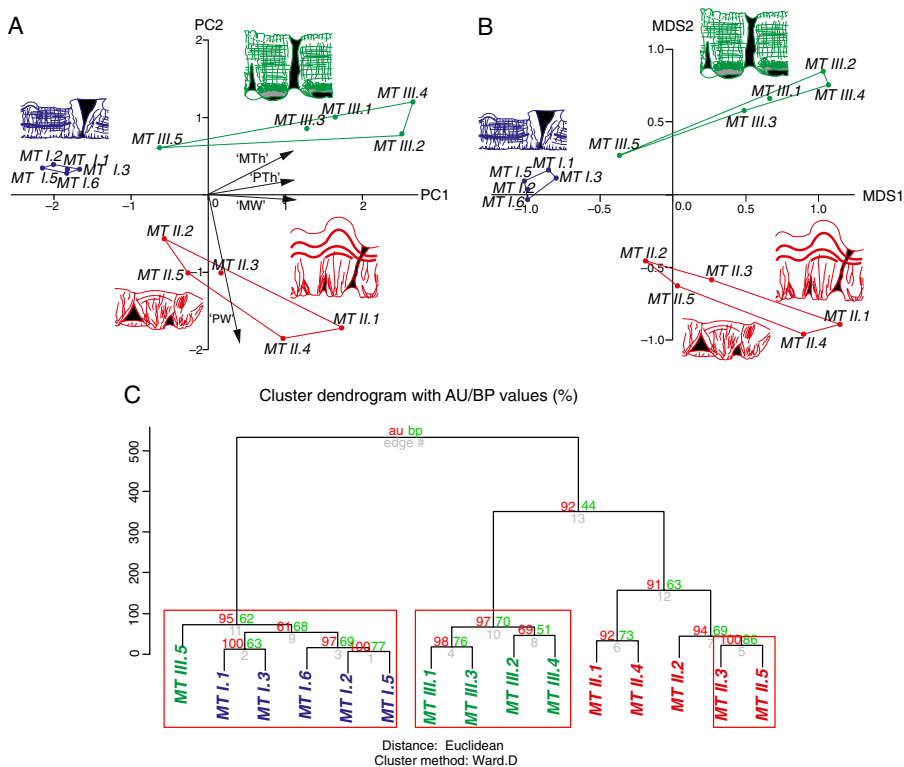 A
PC2
2
MT III.4
MT III.1
1
MT III.3
MT III.2
MT III.5
MT I.2
MT I.1
MT I.3
MT I.5
MT I.6
'MTh'
'PTh'
'MW'
PC1
−2
−1
0
1
2
MT II.2
MT II.5
MT II.3
−1
'PW'
MT II.1
MT II.4
−2
B
MDS2
1.0
MT III.2
MT III.1
MT III.4
MT III.3
0.5
MT III.5
MT I.1
MT I.5
MT I.3
MT I.2
MT I.6
MDS1
−1.0
−0.5
0.0
0.5
1.0
MT II.2
−0.5
MT II.3
MT II.5
MT II.1
MT II.4
−1.0
C
Cluster dendrogram with AU/BP values (%)
au bp
edge #
500
400
300
200
100
0
92 44
13
91 63
12
95 62
11
61 68
9
100 63
2
97 69
3
100 77
1
97 70
10
98 76
4
69 51
8
92 73
6
94 69
7
100 86
5
MT III.5
MT I.1
MT I.3
MT I.6
MT I.2
MT I.5
MT III.1
MT III.3
MT III.2
MT III.4
MT II.1
MT II.4
MT II.2
MT II.3
MT II.5
Distance: Euclidean
Cluster method: Ward.D